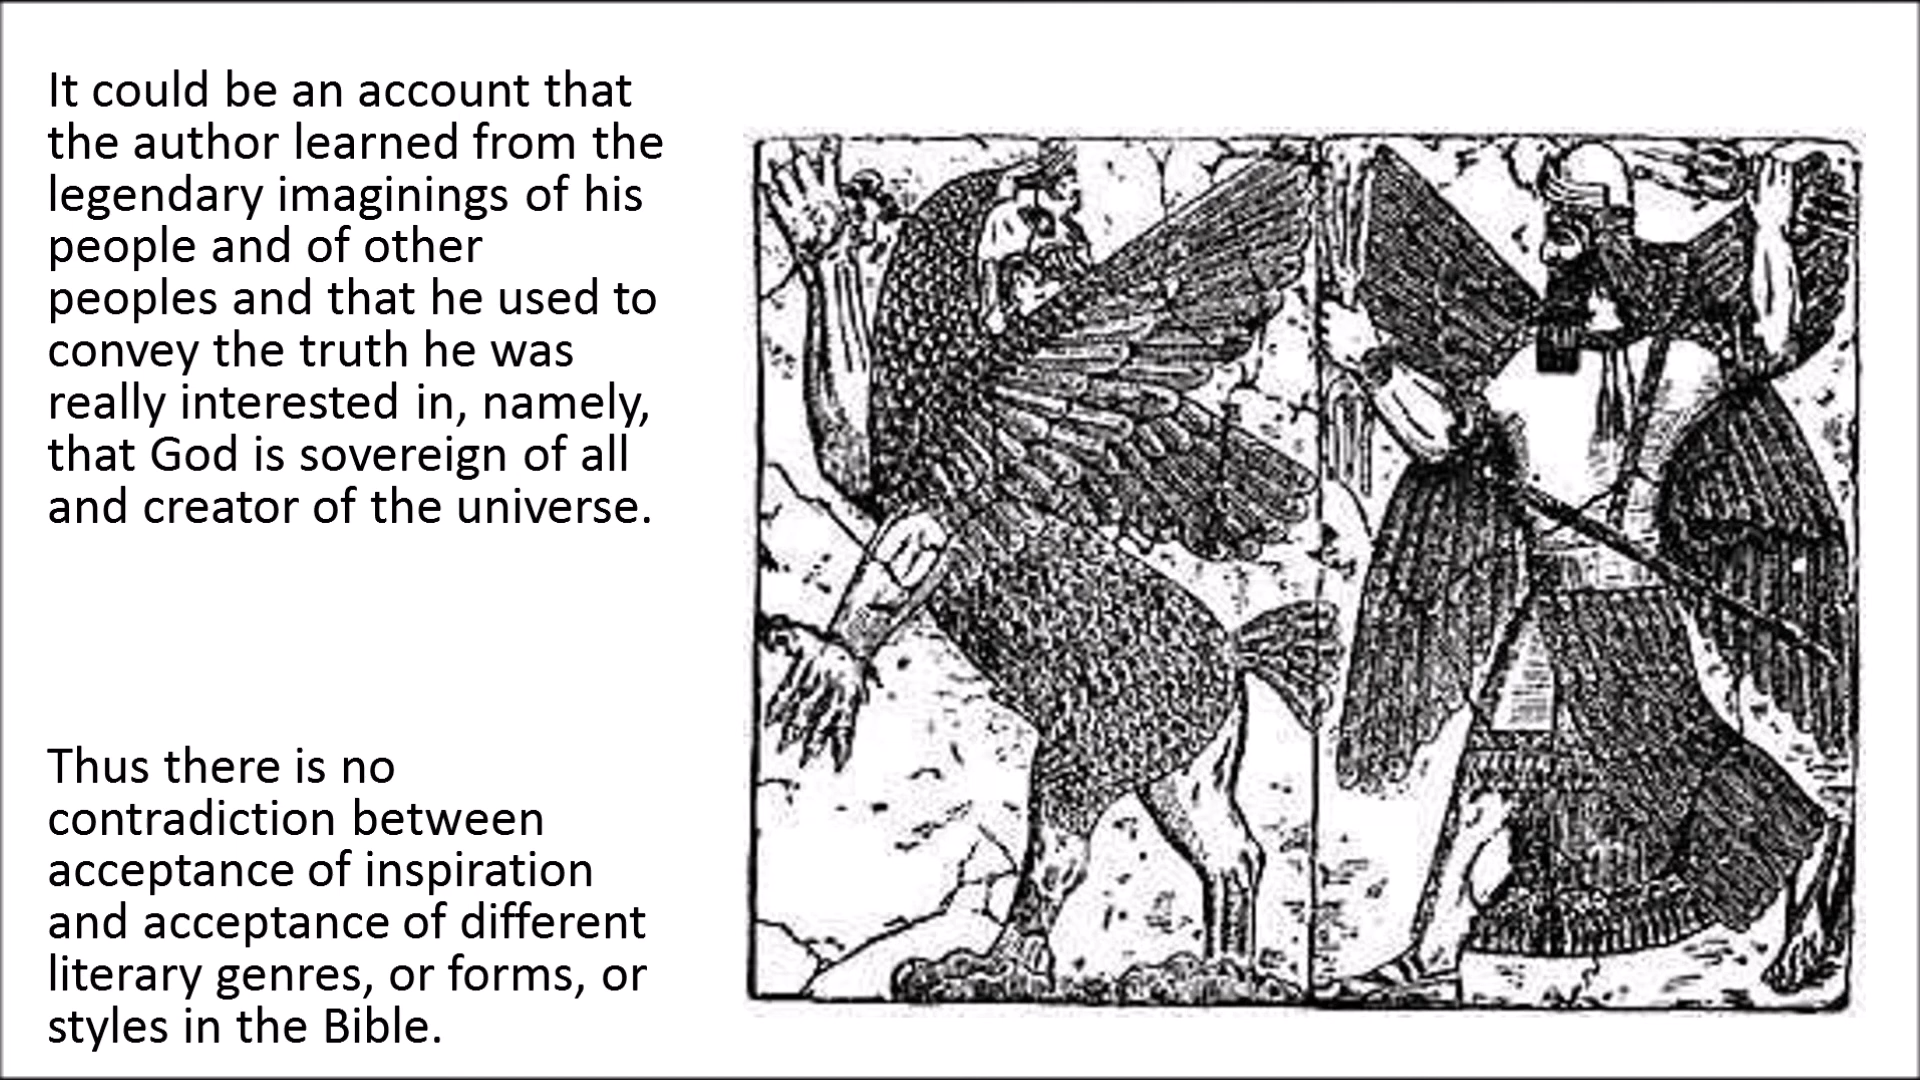 It could be an account that
the author learned from the
legendary imaginings of his
people and of other
peoples and that he used to
convey the truth he was
really interested in, namely,
that God is sovereign of all
and creator of the universe.
Thus there is no
contradiction between
acceptance of inspiration
and acceptance of different
literary genres, or forms, or
styles in the Bible.